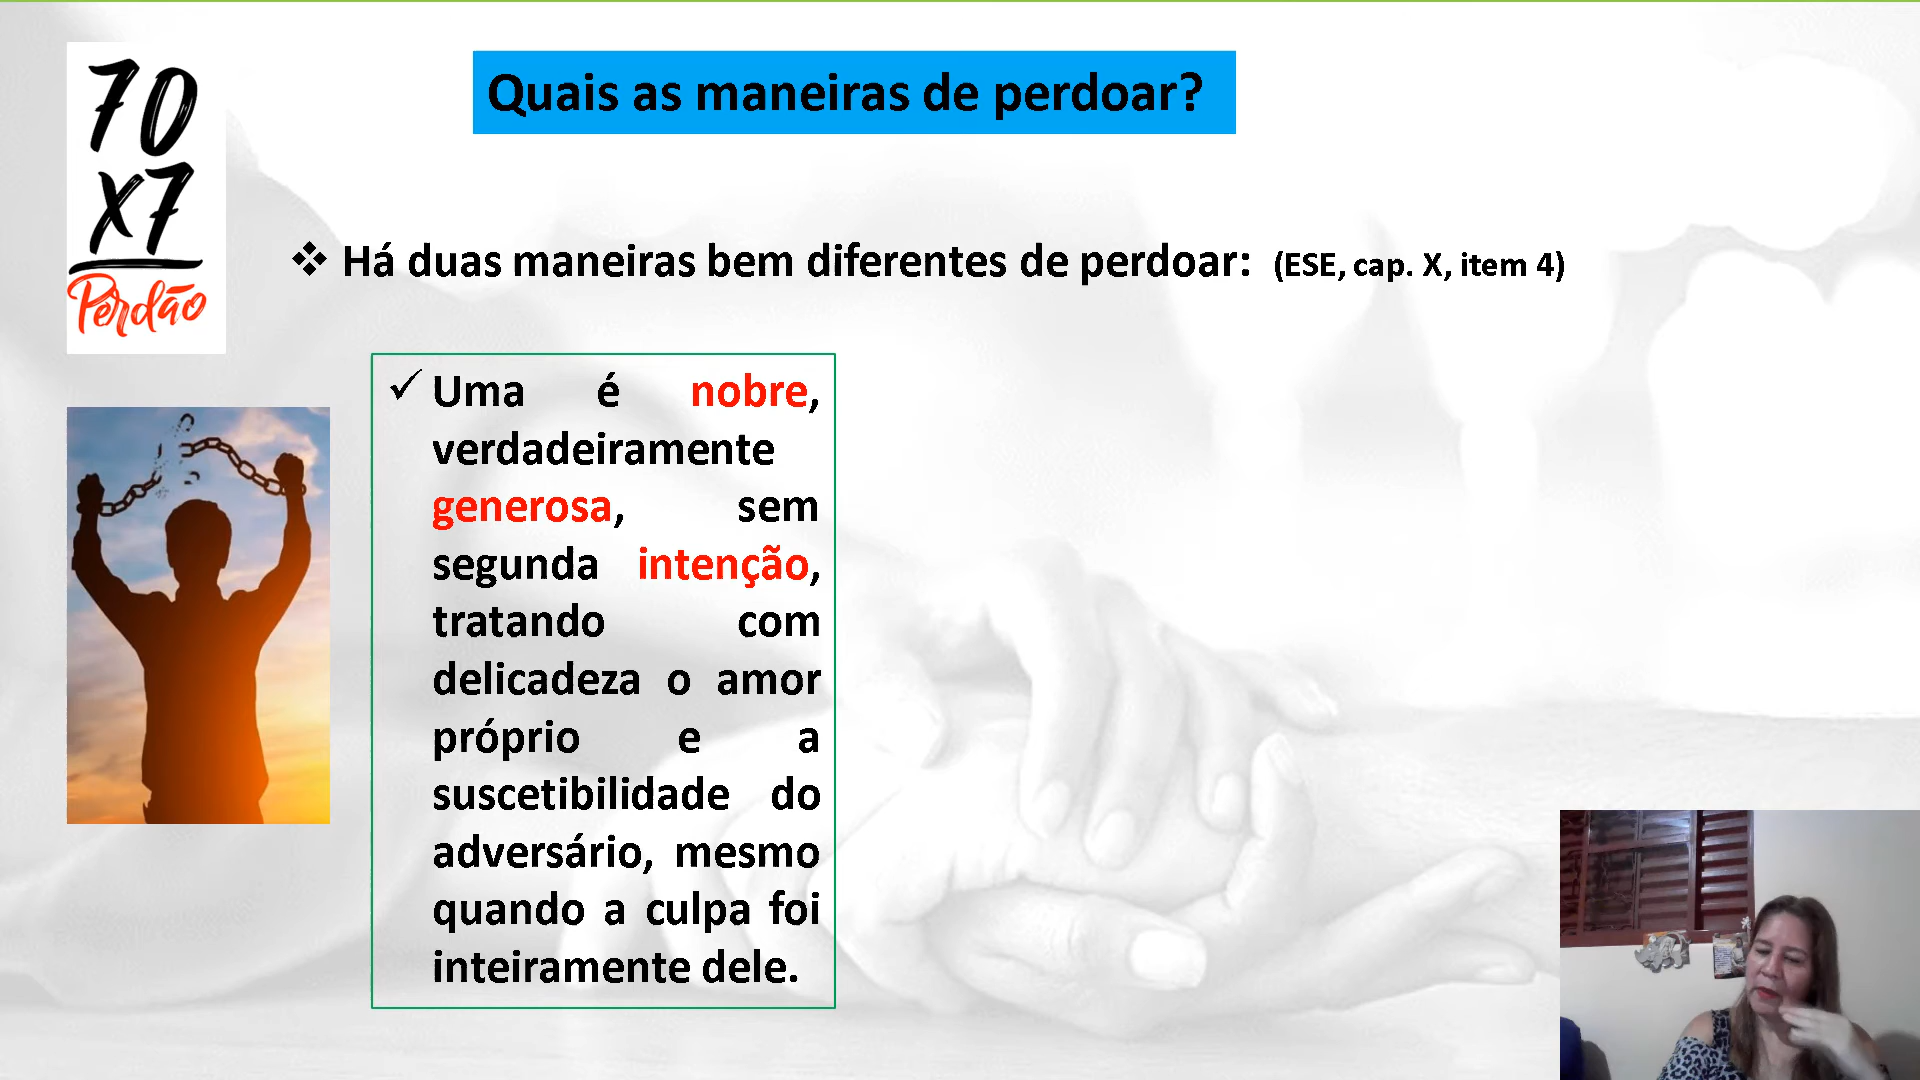 70
x7
Perdão
Quais as maneiras de perdoar?
❖ Há duas maneiras bem diferentes de perdoar: (ESE, cap. X, item 4)
✓ Uma é nobre,
verdadeiramente
generosa, sem
segunda intenção,
tratando com
delicadeza o amor
próprio e a
suscetibilidade do
adversário, mesmo
quando a culpa foi
inteiramente dele.